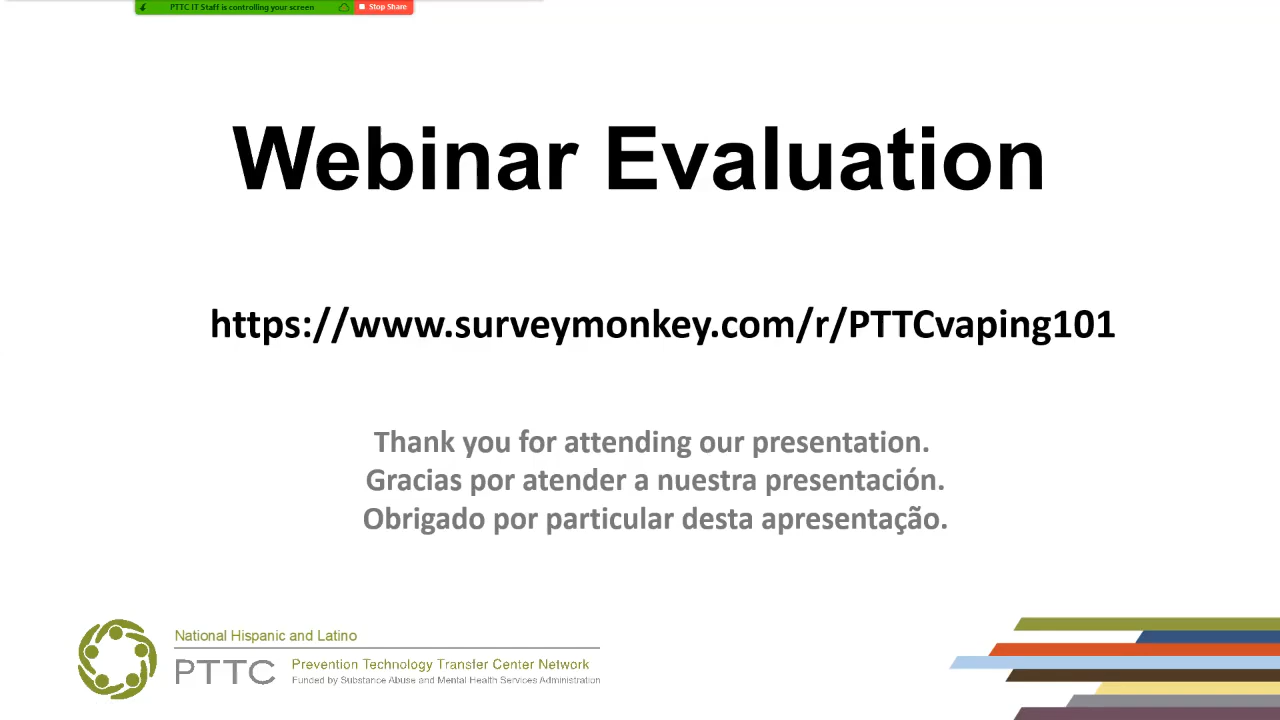 PTTC IT Staff is controlling your screen
Stop Share
Webinar Evaluation
https://www.surveymonkey.com/r/PTTCvaping101
Thank you for attending our presentation.
Gracias por atender a nuestra presentación.
Obrigado por particular desta apresentação.
National Hispanic and Latino
PTTC
Prevention Technology Transfer Center Network
Funded by Substance Abuse and Mental Health Services Administration